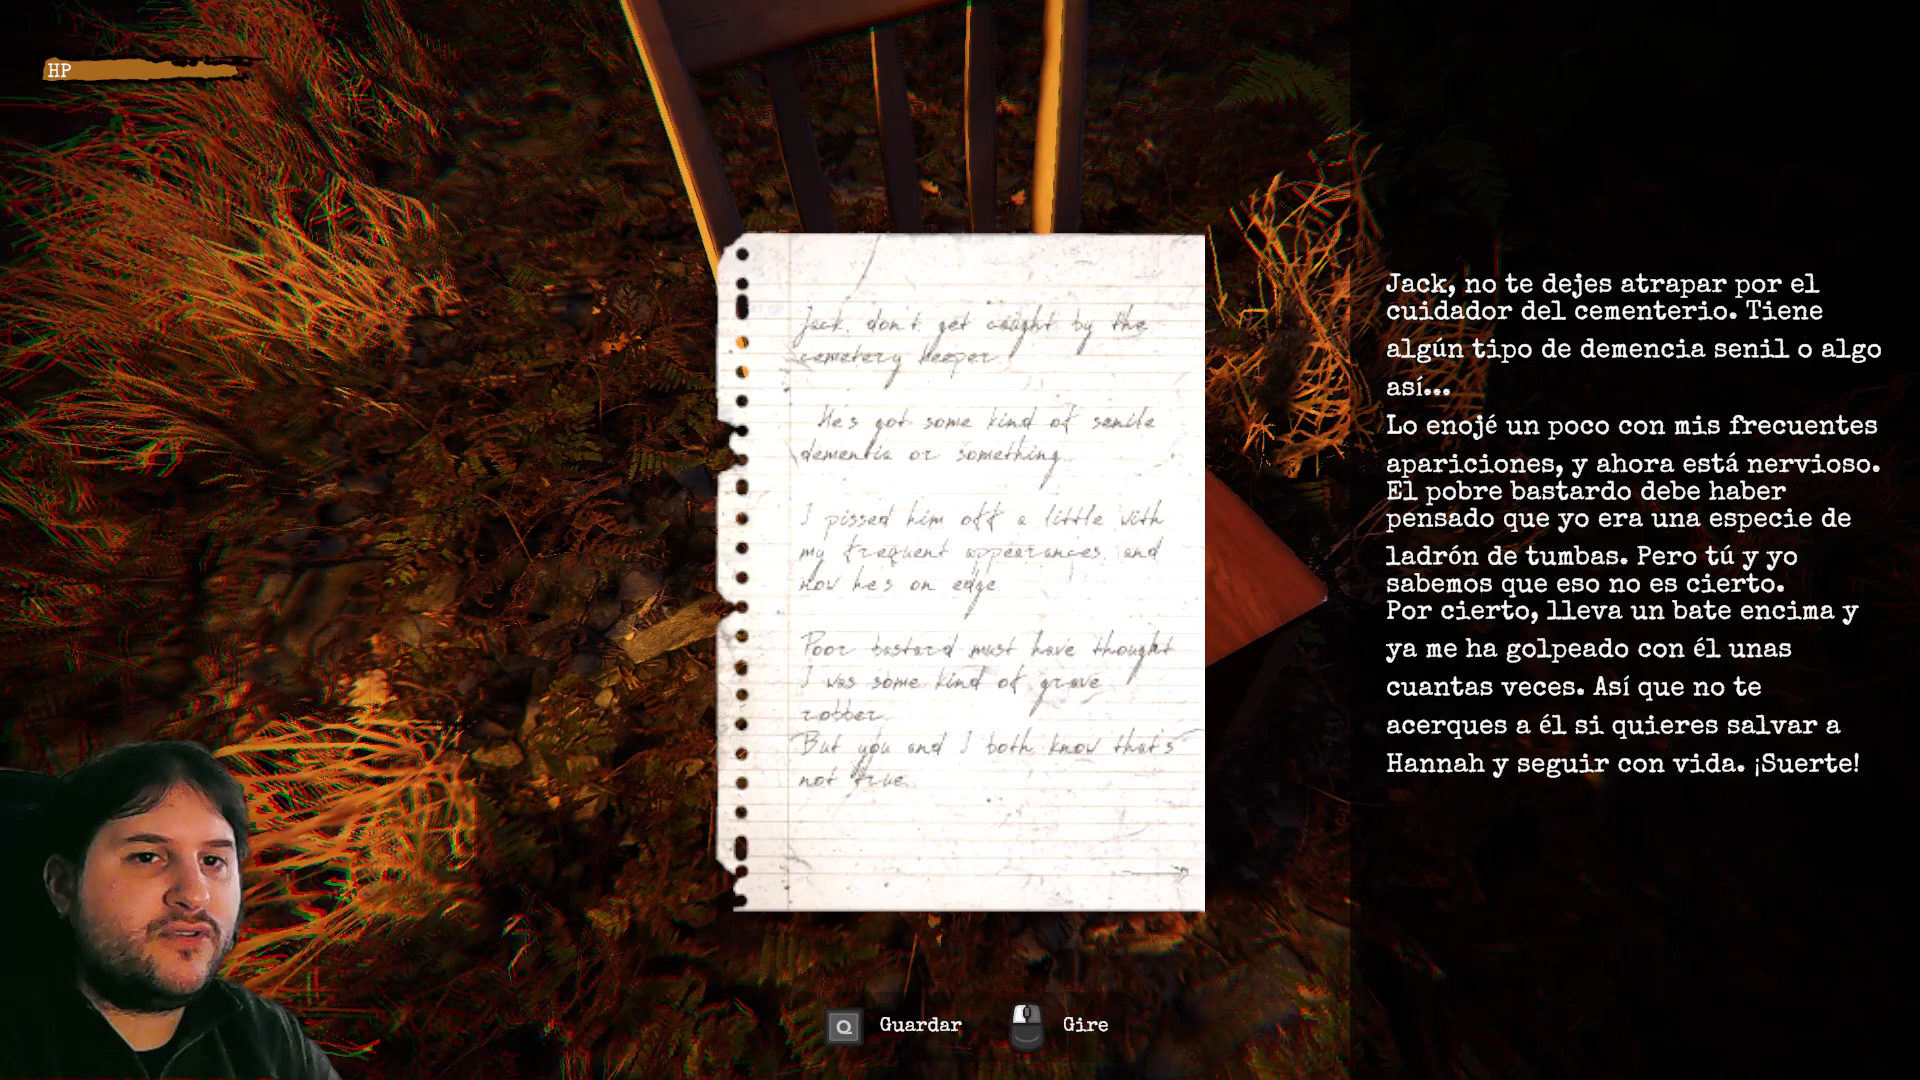 HP
Jack, don't get caught by the
cemetery keeper!
He's got some kind of senile
dementia or something.
I pissed him off a little with
my frequent appearances, and
now he's on edge.
Poor bastard must have thought
I was some kind of grave
robber.
But you and I both know that's
not true.
Jack, no te dejes atrapar por el
cuidador del cementerio. Tiene
algún tipo de demencia senil o algo
así...
Lo enojé un poco con mis frecuentes
apariciones, y ahora está nervioso.
El pobre bastardo debe haber
pensado que yo era una especie de
ladrón de tumbas. Pero tú y yo
sabemos que eso no es cierto.
Por cierto, lleva un bate encima y
ya me ha golpeado con él unas
cuantas veces. Así que no te
acerques a él si quieres salvar a
Hannah y seguir con vida. ¡Suerte!
Q Guardar Gire